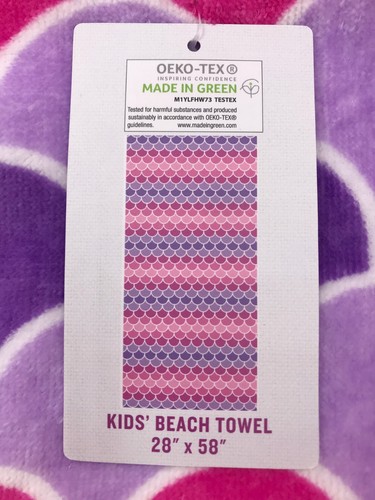 OEKO-TEX®
INSPIRING CONFIDENCE
MADE IN GREEN
M1YLFHW73 TESTEX
Tested for harmful substances and produced
sustainably in accordance with OEKO-TEX®
guidelines. www.madeingreen.com
KIDS' BEACH TOWEL
28" x 58"